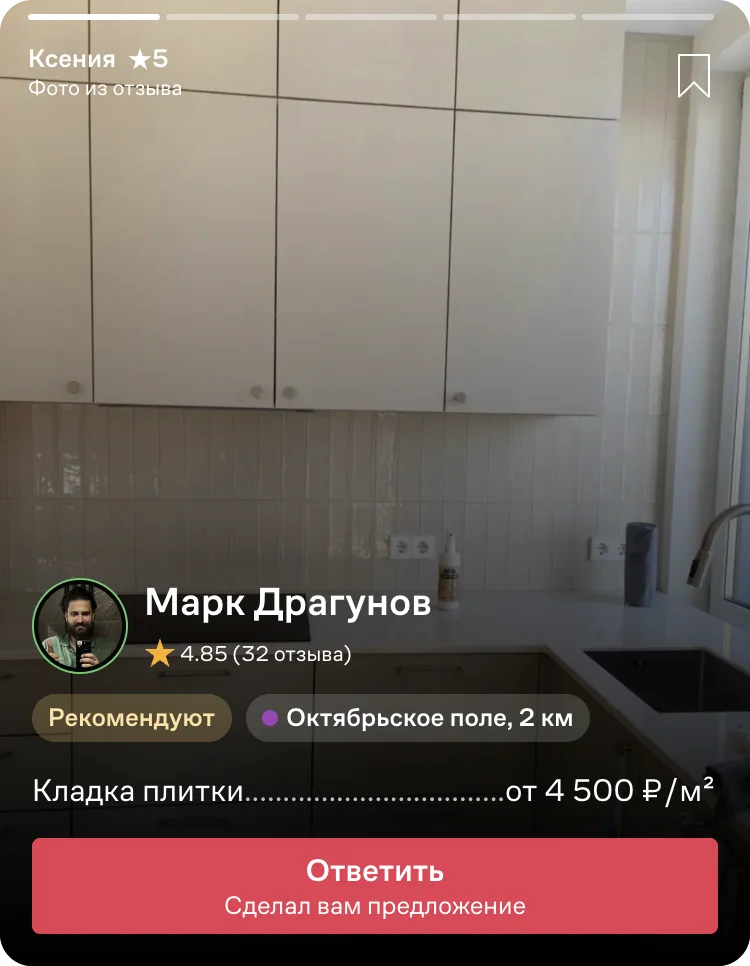 Ксения ★5
Фото из отзыва
Марк Драгунов
4.85 (32 отзыва)
Рекомендуют
Октябрьское поле, 2 км
Кладка плитки................................от 4 500 ₽/м²
Ответить
Сделал вам предложение